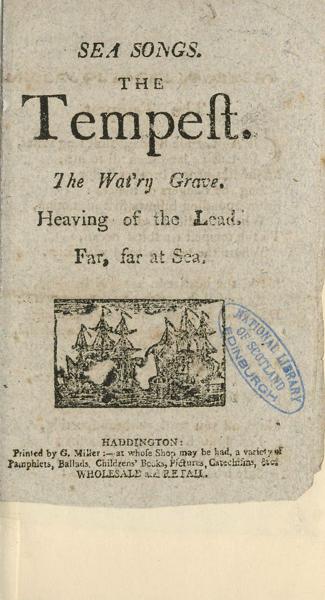 SEA SONGS.
THE
Tempeſt.
The Wat'ry Grave.
Heaving of the Lead.
Far, far at Sea.
NATIONAL LIBRARY
OF SCOTLAND
EDINBURGH
HADDINGTON:
Printed by G. Miller:—at whoſe Shop may be had, a variety of
Pamphlets, Ballads, Childrens' Books, Pictures, Catechiſms, &c.
WHOLESALE and RETAIL.